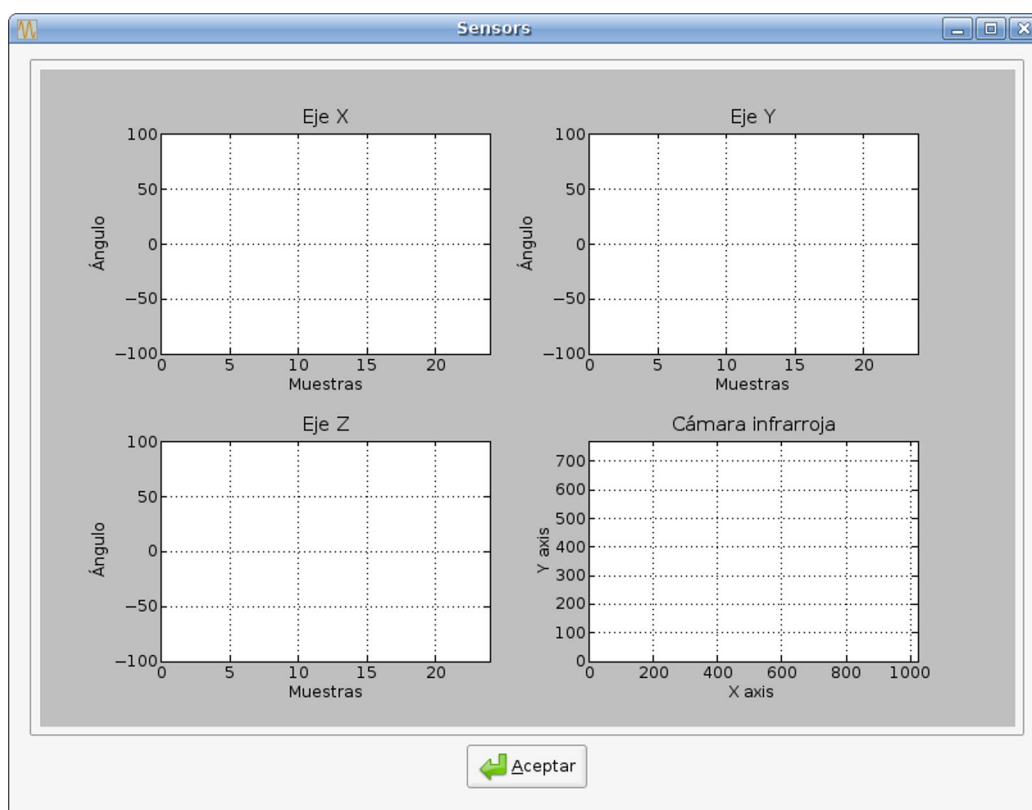 Sensors
Eje X
100
50
0
−50
−100
Ángulo
0 5 10 15 20
Muestras
Eje Y
100
50
0
−50
−100
Ángulo
0 5 10 15 20
Muestras
Eje Z
100
50
0
−50
−100
Ángulo
0 5 10 15 20
Muestras
Cámara infrarroja
700
600
500
400
300
200
100
0
Y axis
0 200 400 600 800 1000
X axis
Aceptar